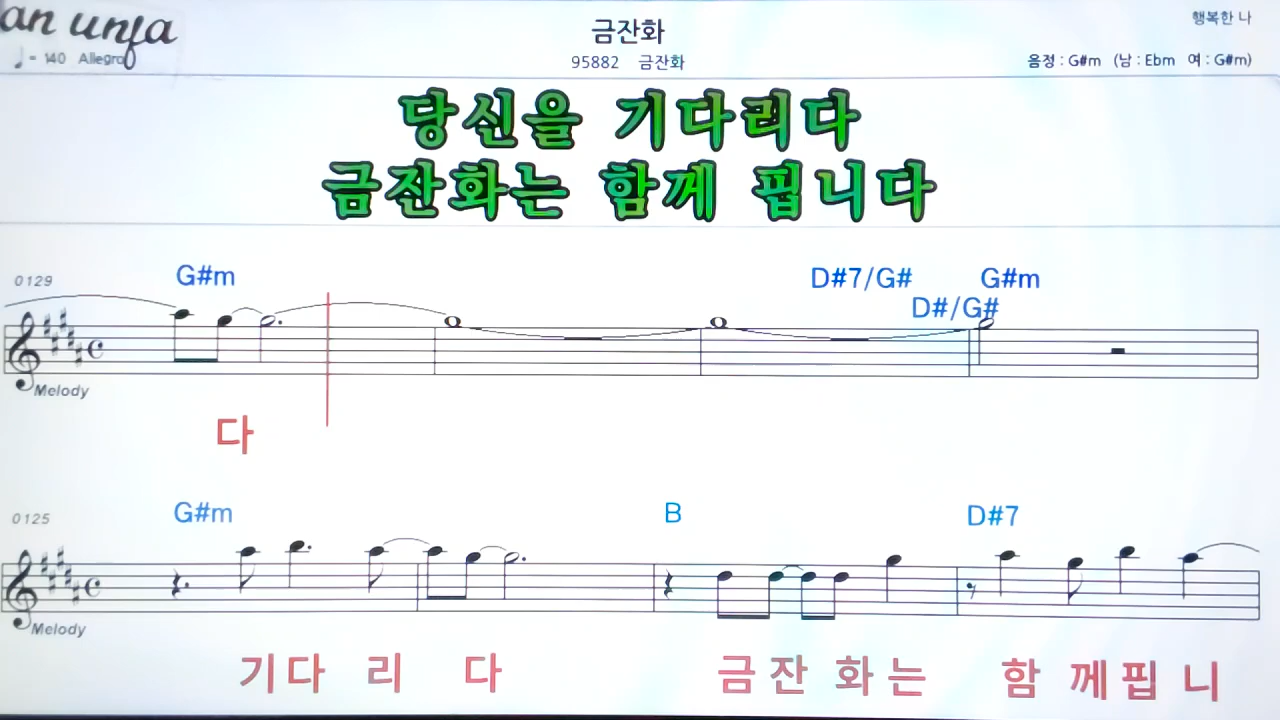 an unja
금잔화
행복한 나
♩= 140 Allegro
95882 금잔화
음정 : G#m (남 : Ebm 여 : G#m)
당신을 기다리다
금잔화는 함께 핍니다
0129
G#m
D#7/G#
G#m
D#/G#
Melody
다
0125
G#m
B
D#7
Melody
기다 리 다 금잔 화는 함 께핍 니